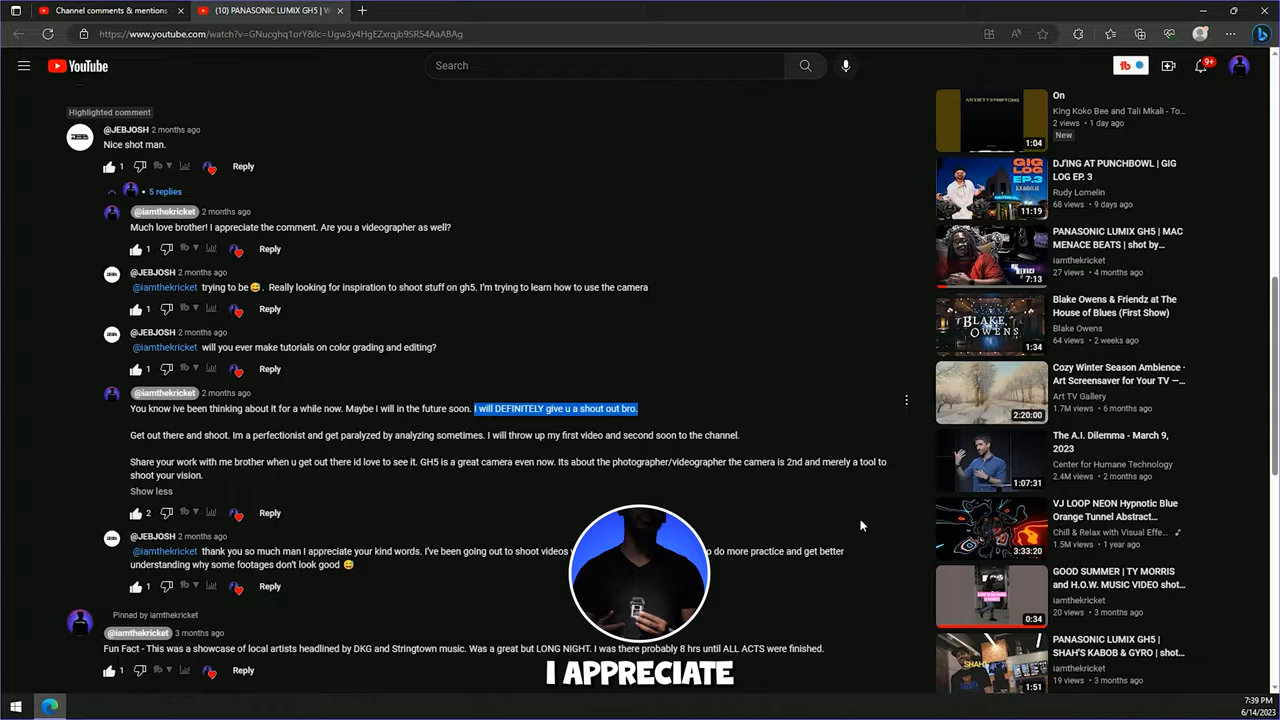 Channel comments & mentions
(10) PANASONIC LUMIX GH5 | W
https://www.youtube.com/watch?v=GNucghq1orY&lc=Ugw3y4HgEZxrqjb9SR54AaABAg
YouTube
Search
tb
9+
Highlighted comment
@JEBJOSH 2 months ago
Nice shot man.
1 Reply
5 replies
@iamthekricket 2 months ago
Much love brother! I appreciate the comment. Are you a videographer as well?
1 Reply
@JEBJOSH 2 months ago
@iamthekricket trying to be😅. Really looking for inspiration to shoot stuff on gh5. I'm trying to learn how to use the camera
1 Reply
@JEBJOSH 2 months ago
@iamthekricket will you ever make tutorials on color grading and editing?
1 Reply
@iamthekricket 2 months ago
You know ive been thinking about it for a while now. Maybe I will in the future soon. I will DEFINITELY give u a shout out bro.
Get out there and shoot. Im a perfectionist and get paralyzed by analyzing sometimes. I will throw up my first video and second soon to the channel.
Share your work with me brother when u get out there id love to see it. GH5 is a great camera even now. Its about the photographer/videographer the camera is 2nd and merely a tool to
shoot your vision.
Show less
2 Reply
@JEBJOSH 2 months ago
@iamthekricket thank you so much man I appreciate your kind words. I've been going out to shoot videos do more practice and get better
understanding why some footages don't look good 😅
1 Reply
Pinned by iamthekricket
@iamthekricket 3 months ago
Fun Fact - This was a showcase of local artists headlined by DKG and Stringtown music. Was a great but LONG NIGHT. I was there probably 8 hrs until ALL ACTS were finished.
1 Reply
I APPRECIATE
ANXIETY SYMPTOMS
1:04
On
King Koko Bee and Tali Mkali - To...
2 views • 1 day ago
New
GIG
LOG
EP.3
11:19
DJ'ING AT PUNCHBOWL | GIG
LOG EP. 3
Rudy Lomelin
68 views • 9 days ago
7:13
PANASONIC LUMIX GH5 | MAC
MENACE BEATS | shot by...
iamthekricket
27 views • 4 months ago
BLAKE
OWENS
1:34
Blake Owens & Friendz at The
House of Blues (First Show)
Blake Owens
64 views • 2 weeks ago
2:20:00
Cozy Winter Season Ambience ·
Art Screensaver for Your TV —...
Art TV Gallery
1.7M views • 6 months ago
1:07:31
The A.I. Dilemma - March 9,
2023
Center for Humane Technology
2.4M views • 2 months ago
3:33:20
VJ LOOP NEON Hypnotic Blue
Orange Tunnel Abstract...
Chill & Relax with Visual Effe...
1.5M views • 1 year ago
0:34
GOOD SUMMER | TY MORRIS
and H.O.W. MUSIC VIDEO shot...
iamthekricket
20 views • 3 months ago
1:51
PANASONIC LUMIX GH5 |
SHAH'S KABOB & GYRO | shot...
iamthekricket
19 views • 3 months ago
7:39 PM
6/14/2023